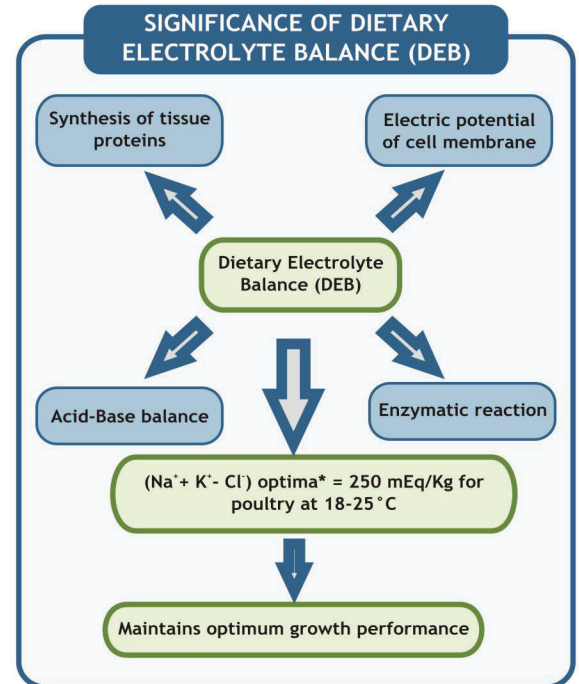 SIGNIFICANCE OF DIETARY
ELECTROLYTE BALANCE (DEB)
Synthesis of tissue
proteins
Electric potential
of cell membrane
Dietary Electrolyte
Balance (DEB)
Acid-Base balance
Enzymatic reaction
(Na⁺+ K⁺- Cl⁻) optima* = 250 mEq/Kg for
poultry at 18-25°C
Maintains optimum growth performance